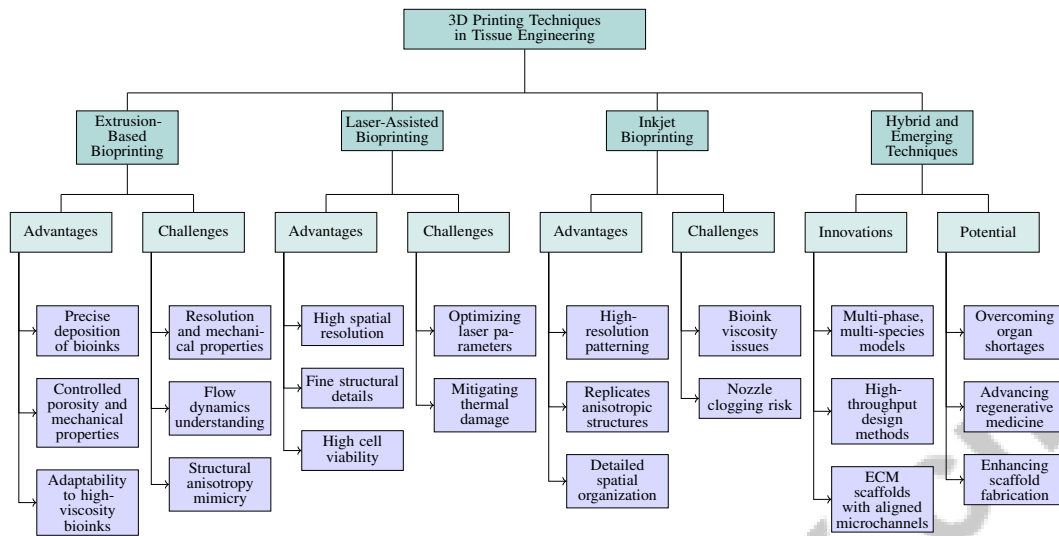 3D Printing Techniques
in Tissue Engineering
Extrusion-
Based
Bioprinting
Laser-Assisted
Bioprinting
Inkjet
Bioprinting
Hybrid and
Emerging
Techniques
Advantages
Challenges
Advantages
Challenges
Advantages
Challenges
Innovations
Potential
Precise
deposition
of bioinks
Controlled
porosity and
mechanical
properties
Adaptability
to high-
viscosity
bioinks
Resolution
and mechani-
cal properties
Flow
dynamics
understanding
Structural
anisotropy
mimicry
High spatial
resolution
Fine structural
details
High cell
viability
Optimizing
laser pa-
rameters
Mitigating
thermal
damage
High-
resolution
patterning
Replicates
anisotropic
structures
Detailed
spatial
organization
Bioink
viscosity
issues
Nozzle
clogging risk
Multi-phase,
multi-species
models
High-
throughput
design
methods
ECM
scaffolds
with aligned
microchannels
Overcoming
organ
shortages
Advancing
regenerative
medicine
Enhancing
scaffold
fabrication